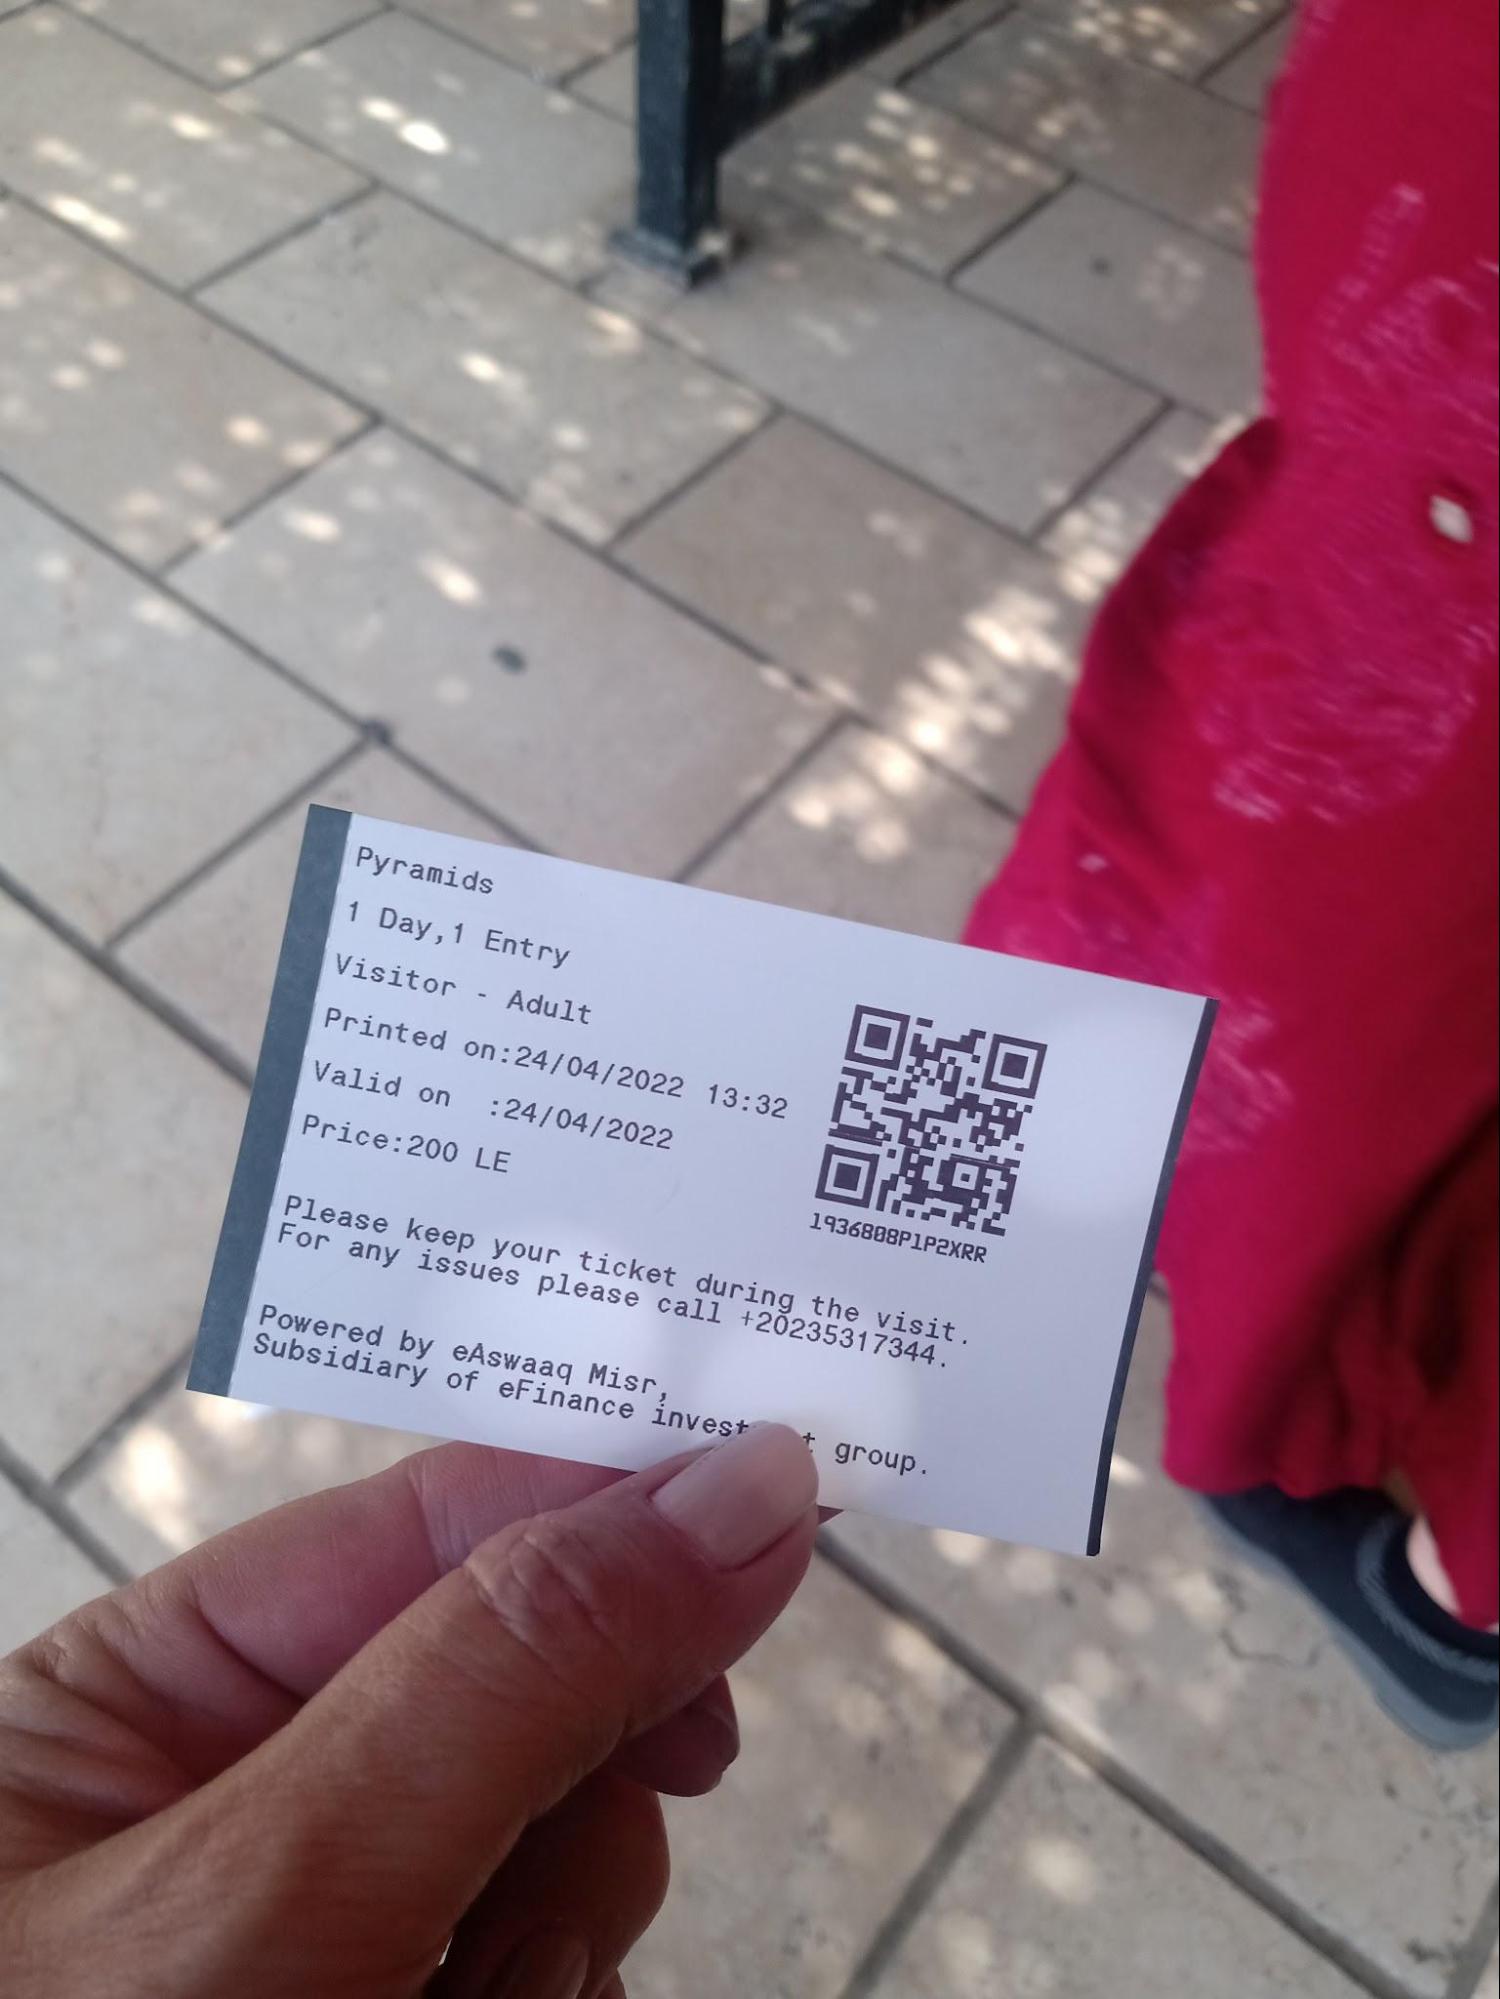 Pyramids
1 Day,1 Entry
Visitor - Adult
Printed on:24/04/2022 13:32
Valid on :24/04/2022
Price:200 LE
1936808P1P2XRR
Please keep your ticket during the visit.
For any issues please call +20235317344.
Powered by eAswaaq Misr,
Subsidiary of eFinance group.